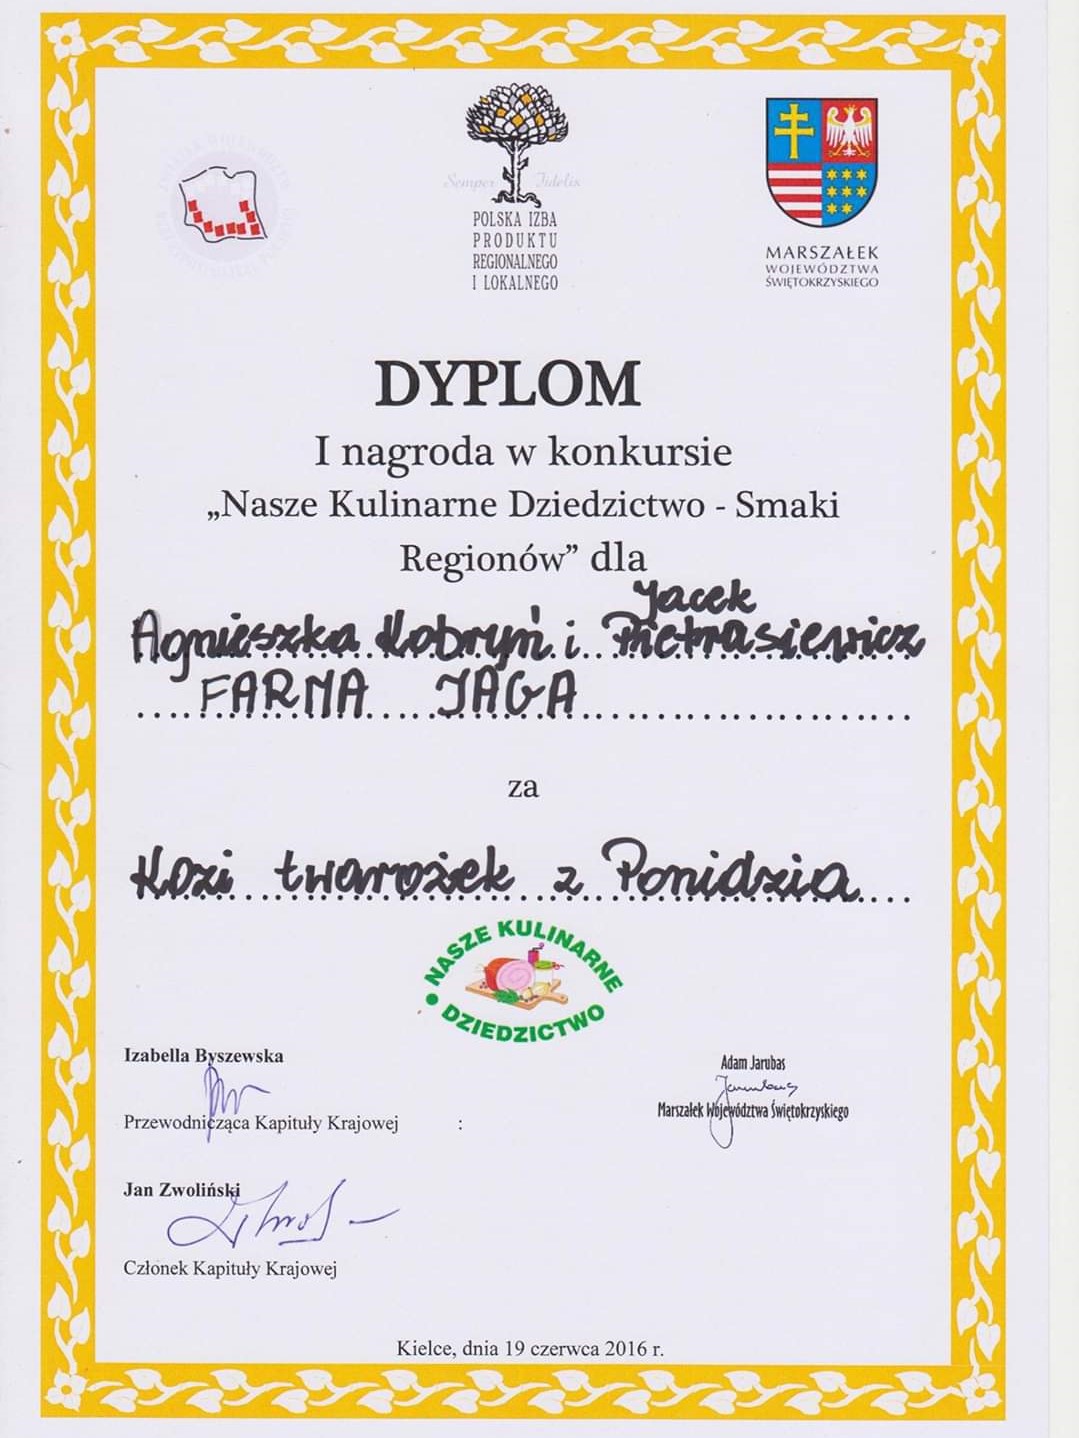 Semper Fidelis
POLSKA IZBA
PRODUKTU
REGIONALNEGO
I LOKALNEGO
MARSZAŁEK
WOJEWÓDZTWA
ŚWIĘTOKRZYSKIEGO
DYPLOM
I nagroda w konkursie
„Nasze Kulinarne Dziedzictwo - Smaki
Regionów” dla
Jacek
Agnieszka Kobryń i Pietrasiewicz
FARMA JAGA
za
Kozi twarożek z Ponidzia
NASZE KULINARNE
DZIEDZICTWO
Izabella Byszewska
Przewodnicząca Kapituły Krajowej :
Adam Jarubas
Marszałek Województwa Świętokrzyskiego
Jan Zwoliński
Członek Kapituły Krajowej
Kielce, dnia 19 czerwca 2016 r.